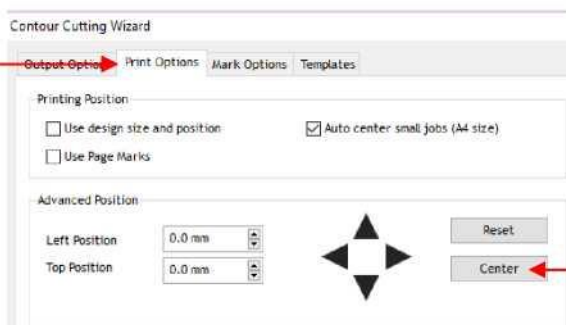 Contour Cutting Wizard
Output Option Print Options Mark Options Templates
Printing Position
Use design size and position Auto center small jobs (A4 size)
Use Page Marks
Advanced Position
Left Position 0.0 mm Reset
Top Position 0.0 mm Center